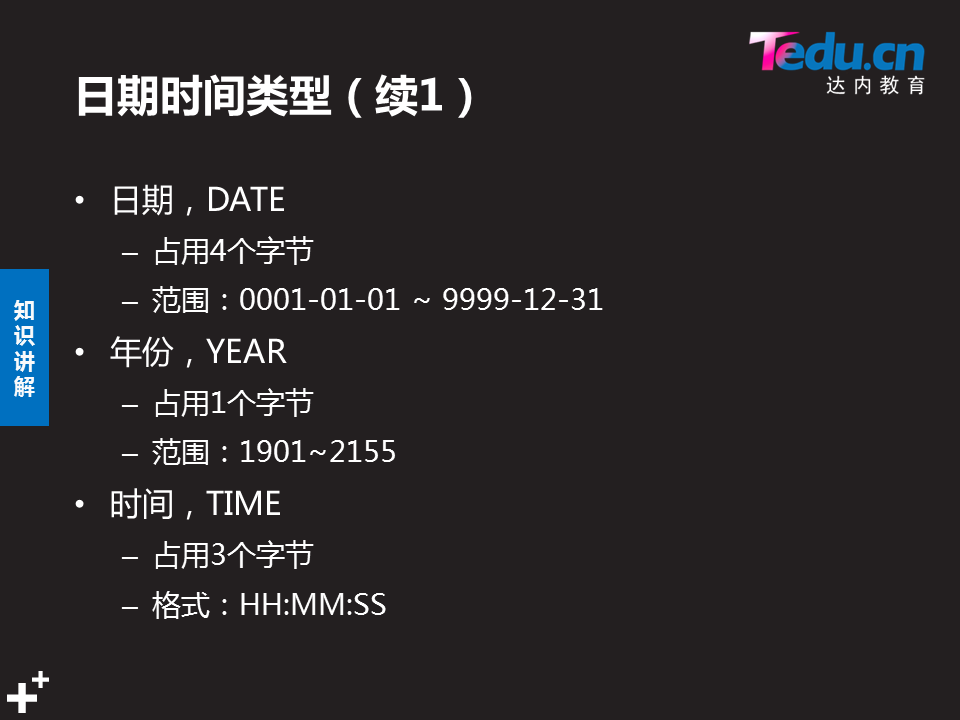 Tedu.cn
达内教育
日期时间类型（续1）
• 日期，DATE
– 占用4个字节
– 范围：0001-01-01 ~ 9999-12-31
• 年份，YEAR
– 占用1个字节
– 范围：1901~2155
• 时间，TIME
– 占用3个字节
– 格式：HH:MM:SS
知
识
讲
解